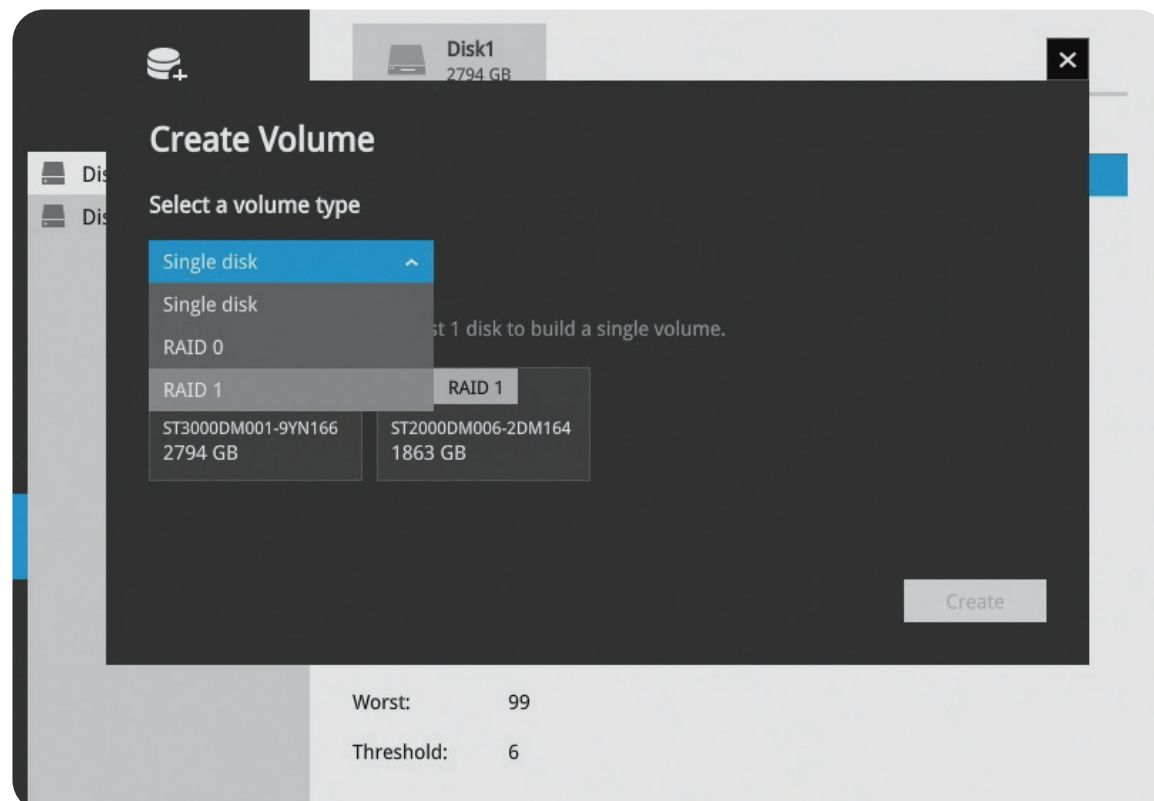 Disk1
2794 GB
Create Volume
Select a volume type
Single disk
Single disk
RAID 0
RAID 1
1 disk to build a single volume.
RAID 1
ST3000DM001-9YN166
2794 GB
ST2000DM006-2DM164
1863 GB
Create
Worst: 99
Threshold: 6